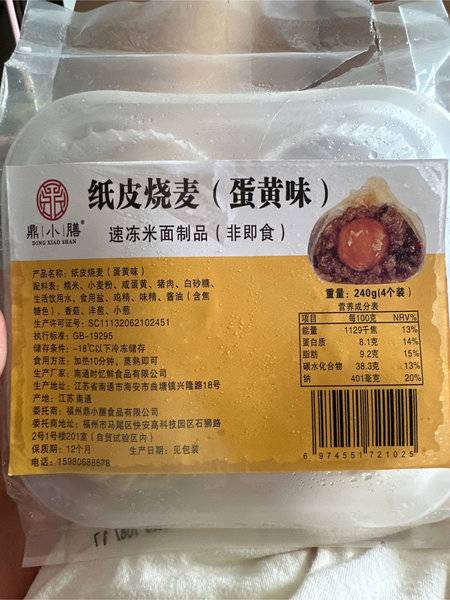 纸皮烧麦（蛋黄味）
鼎小膳®
DING XIAO SHAN
速冻米面制品（非即食）
产品名称：纸皮烧麦（蛋黄味）
配料表：糯米、小麦粉、咸蛋黄、猪肉、白砂糖、
生活饮用水、食用盐、鸡精、味精、酱油（含焦
糖色）、香菇、洋葱、小葱
生产许可证号：SC11132062102451
执行标准：GB-19295
储存条件：-18℃以下冷冻储存
食用方法：加热10分钟，蒸熟即可
生产厂家：南通时忆鲜食品有限公司
地址：江苏省南通市海安市曲塘镇兴隆路18号
产地：江苏南通
委托商：福州鼎小膳食品有限公司
委托商地址：福州市马尾区快安高科技园区石狮路
2号1号楼201室（自贸试验区内）
保质期：12个月 生产日期：见包装
电话：15980688878
重量：240g(4个装)
营养成分表
项目 每100克 NRV%
能量 1129千焦 13%
蛋白质 8.1克 14%
脂肪 9.2克 15%
碳水化合物 38.3克 13%
钠 401毫克 20%
6 974551 721025